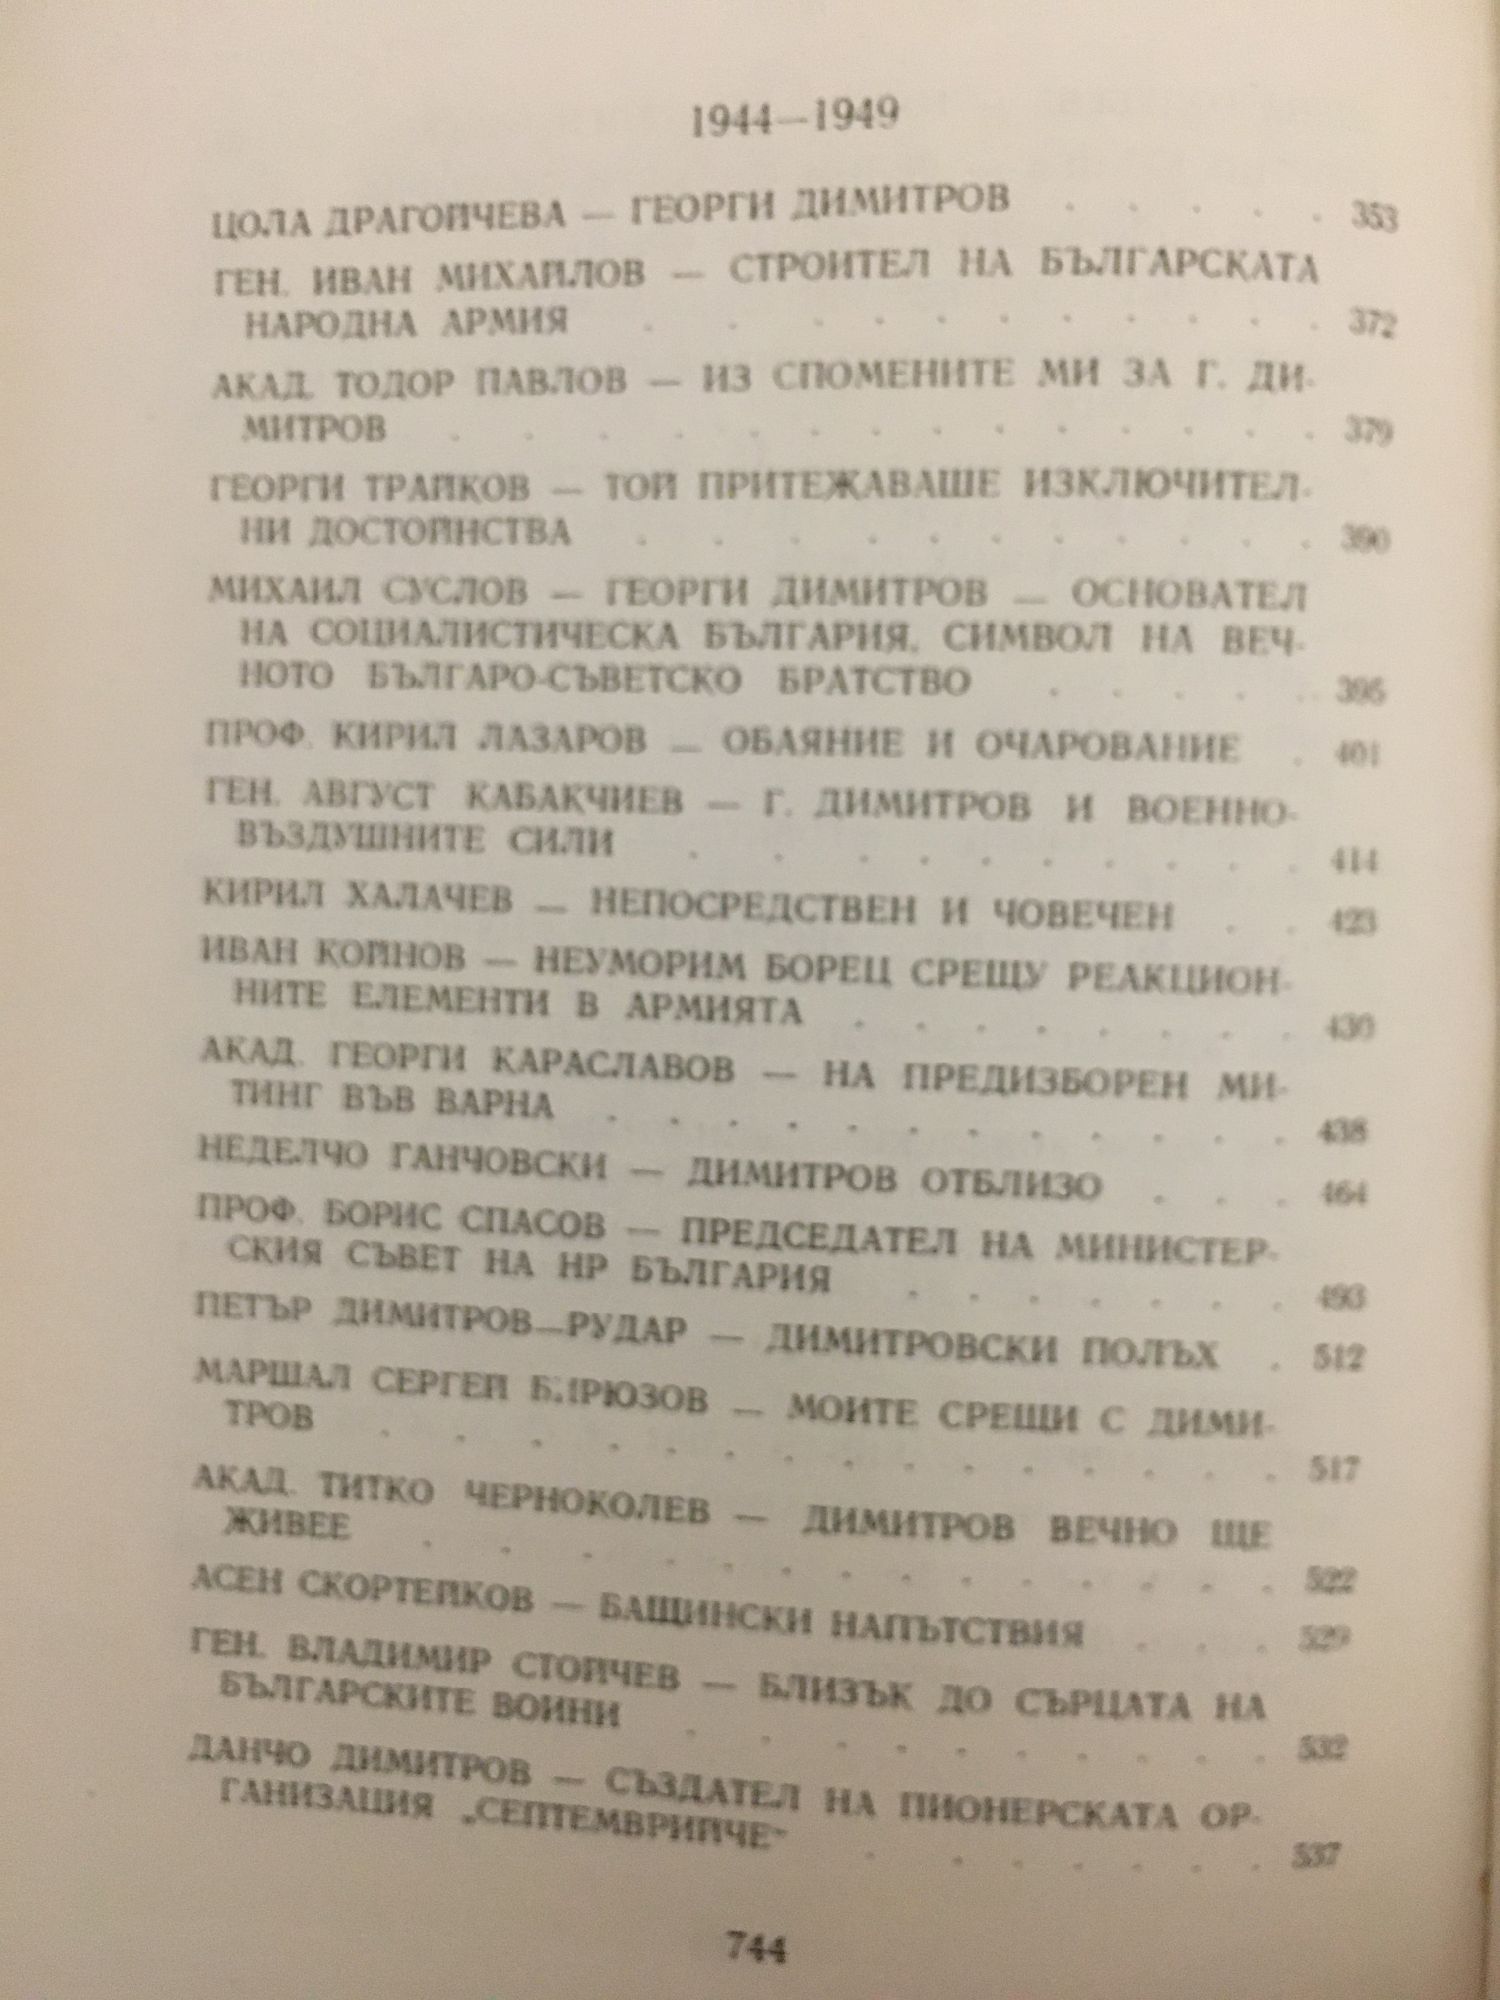 1944—1949
ЦОЛА ДРАГОЙЧЕВА — ГЕОРГИ ДИМИТРОВ . . . . . 353
ГЕН. ИВАН МИХАЙЛОВ — СТРОИТЕЛ НА БЪЛГАРСКАТА
НАРОДНА АРМИЯ . . . . . . . . . . 372
АКАД. ТОДОР ПАВЛОВ — ИЗ СПОМЕНИТЕ МИ ЗА Г. ДИ-
МИТРОВ . . . . . . . . . . . . . 379
ГЕОРГИ ТРАЙКОВ — ТОЙ ПРИТЕЖАВАШЕ ИЗКЛЮЧИТЕЛ-
НИ ДОСТОЙНСТВА . . . . . . . . . . 390
МИХАИЛ СУСЛОВ — ГЕОРГИ ДИМИТРОВ — ОСНОВАТЕЛ
НА СОЦИАЛИСТИЧЕСКА БЪЛГАРИЯ, СИМВОЛ НА ВЕЧ-
НОТО БЪЛГАРО-СЪВЕТСКО БРАТСТВО . . . . . 395
ПРОФ. КИРИЛ ЛАЗАРОВ — ОБАЯНИЕ И ОЧАРОВАНИЕ . 401
ГЕН. АВГУСТ КАБАКЧИЕВ — Г. ДИМИТРОВ И ВОЕННО-
ВЪЗДУШНИТЕ СИЛИ . . . . . . . . . . 414
КИРИЛ ХАЛАЧЕВ — НЕПОСРЕДСТВЕН И ЧОВЕЧЕН . . 423
ИВАН КОЙНОВ — НЕУМОРИМ БОРЕЦ СРЕЩУ РЕАКЦИОН-
НИТЕ ЕЛЕМЕНТИ В АРМИЯТА . . . . . . . . 430
АКАД. ГЕОРГИ КАРАСЛАВОВ — НА ПРЕДИЗБОРЕН МИ-
ТИНГ ВЪВ ВАРНА . . . . . . . . . . . . 438
НЕДЕЛЧО ГАНЧОВСКИ — ДИМИТРОВ ОТБЛИЗО . . . 464
ПРОФ. БОРИС СПАСОВ — ПРЕДСЕДАТЕЛ НА МИНИСТЕР-
СКИЯ СЪВЕТ НА НР БЪЛГАРИЯ . . . . . . . 493
ПЕТЪР ДИМИТРОВ—РУДАР — ДИМИТРОВСКИ ПОЛЪХ . 512
МАРШАЛ СЕРГЕЙ БИРЮЗОВ — МОИТЕ СРЕЩИ С ДИМИ-
ТРОВ . . . . . . . . . . . . . . 517
АКАД. ТИТКО ЧЕРНОКОЛЕВ — ДИМИТРОВ ВЕЧНО ЩЕ
ЖИВЕЕ . . . . . . . . . . . . . 522
АСЕН СКОРТЕЙКОВ — БАЩИНСКИ НАПЪТСТВИЯ . . . 529
ГЕН. ВЛАДИМИР СТОЙЧЕВ — БЛИЗЪК ДО СЪРЦАТА НА
БЪЛГАРСКИТЕ ВОИНИ . . . . . . . . . . 532
ДАНЧО ДИМИТРОВ — СЪЗДАТЕЛ НА ПИОНЕРСКАТА ОР-
ГАНИЗАЦИЯ „СЕПТЕМВРИЙЧЕ“ . . . . . . . 537
744